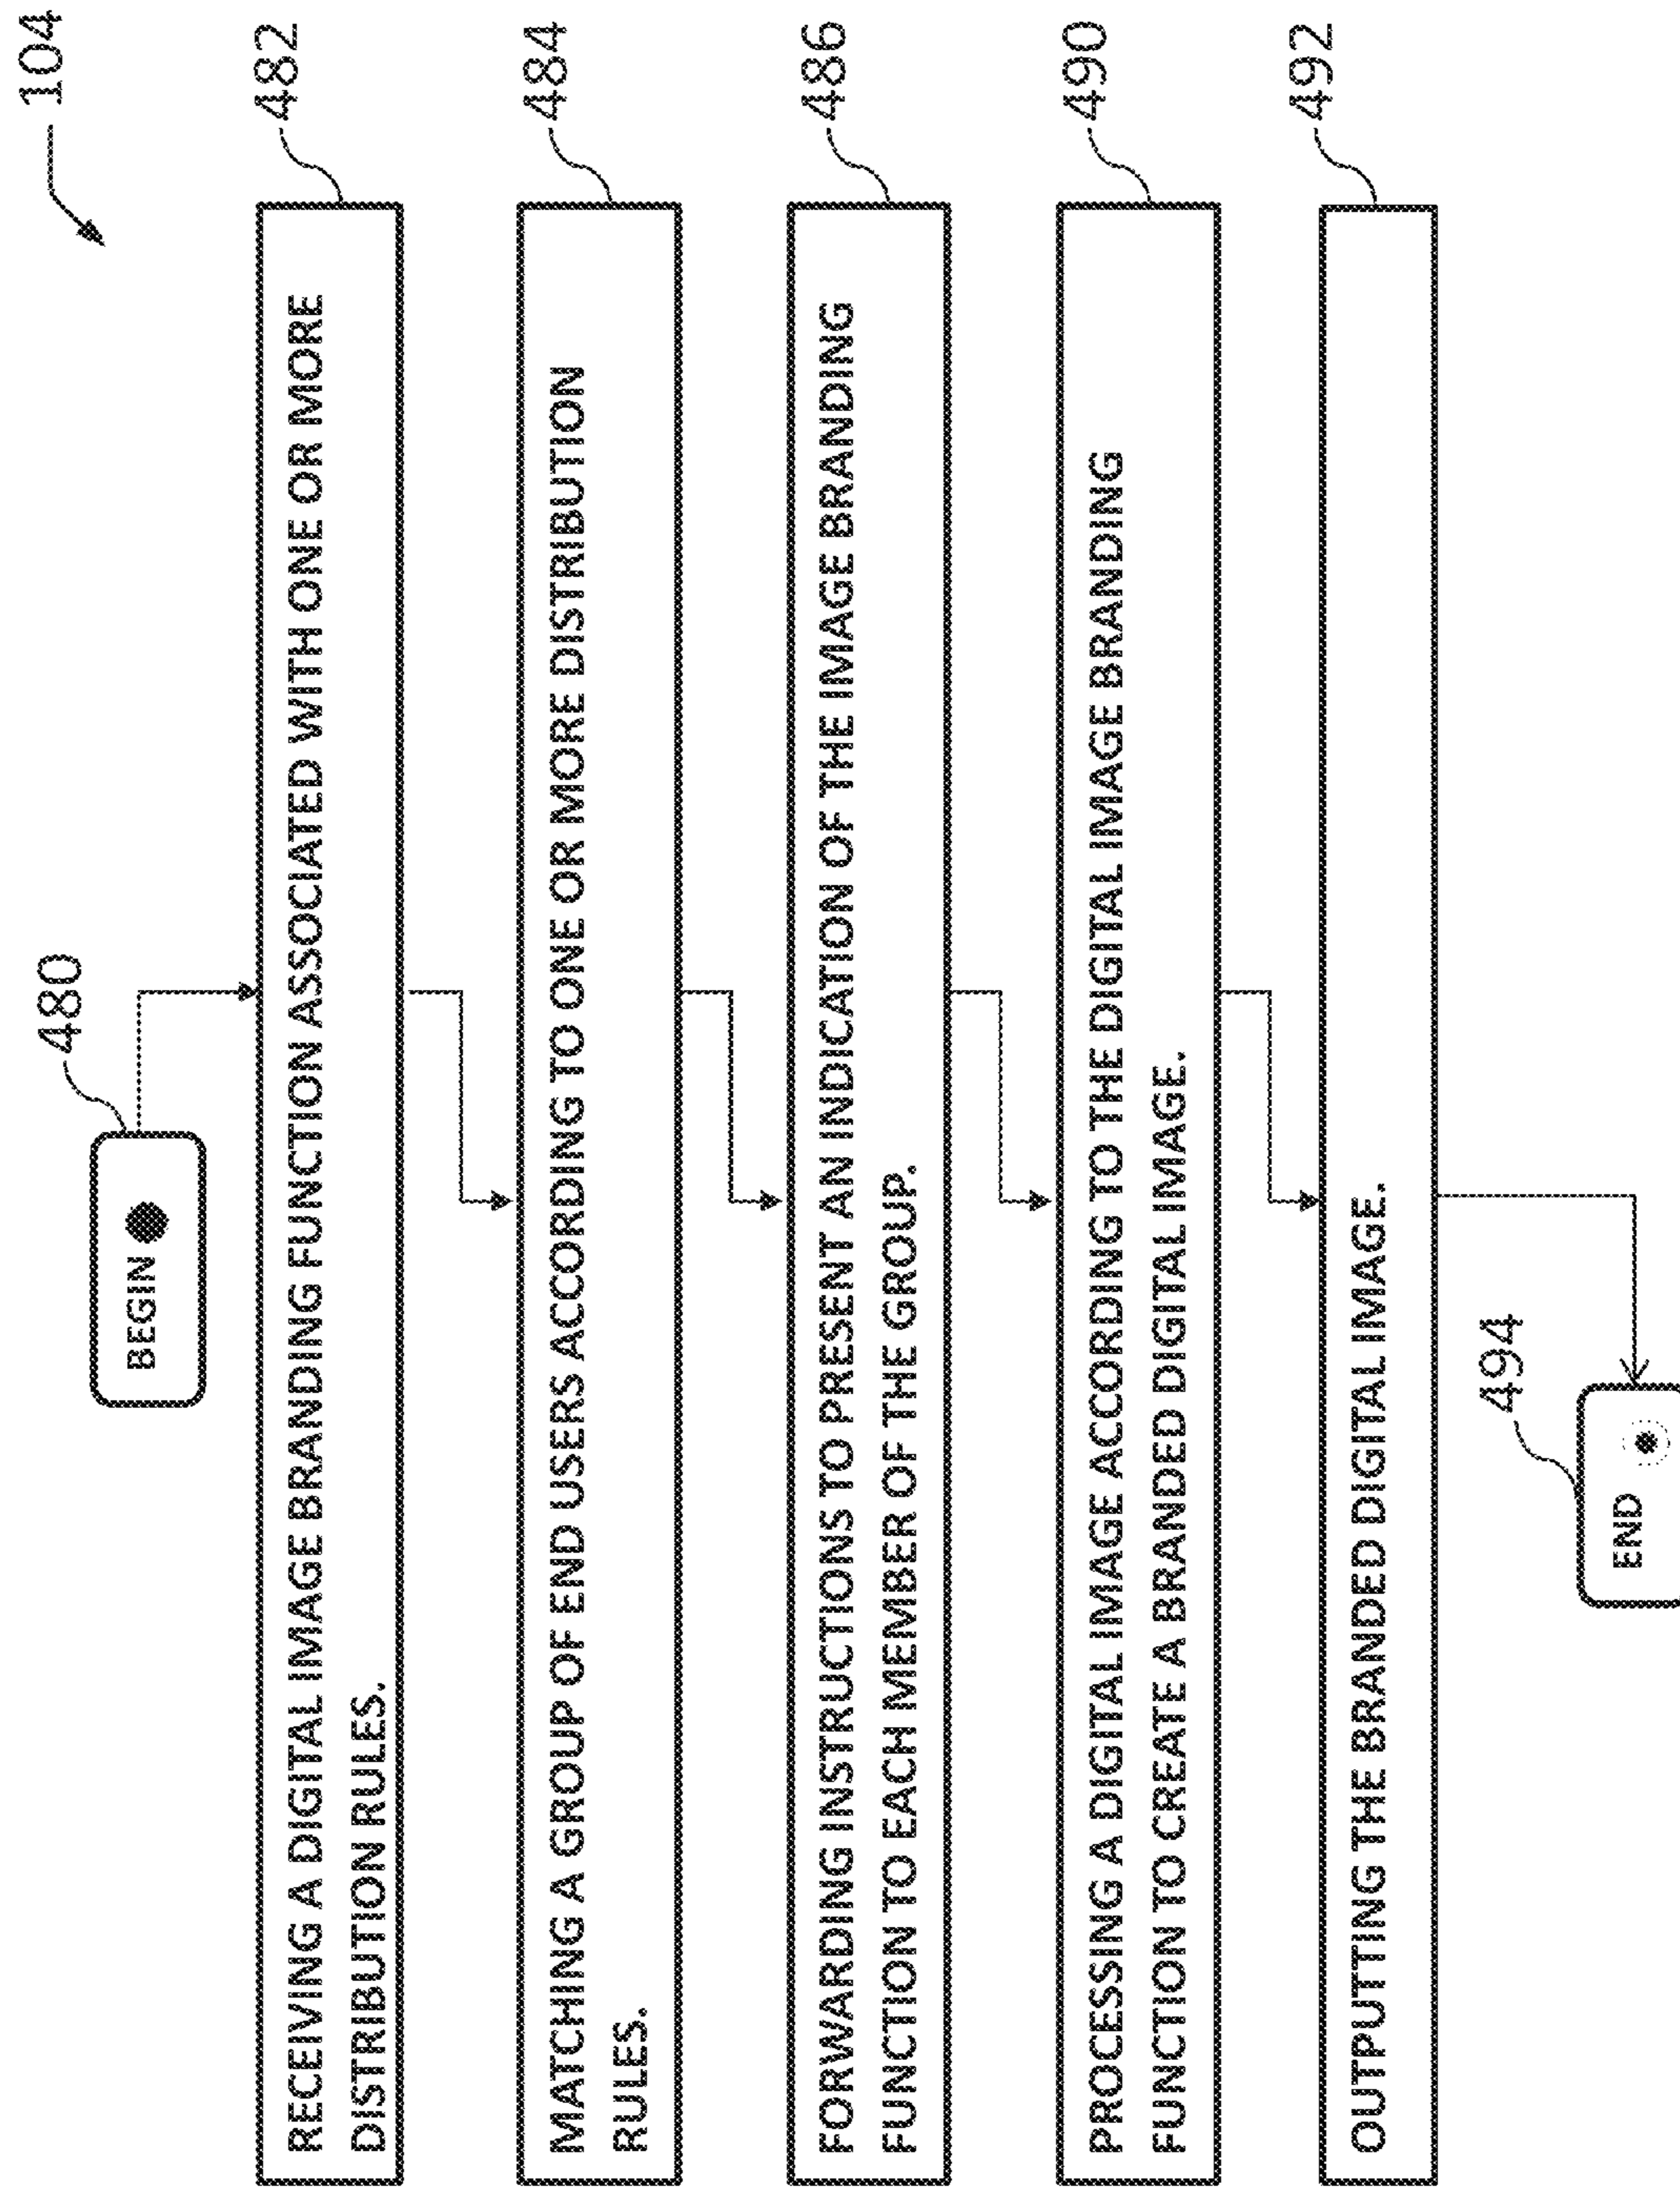 104
480
BEGIN
482
RECEIVING A DIGITAL IMAGE BRANDING FUNCTION ASSOCIATED WITH ONE OR MORE
DISTRIBUTION RULES.
484
MATCHING A GROUP OF END USERS ACCORDING TO ONE OR MORE DISTRIBUTION
RULES.
486
FORWARDING INSTRUCTIONS TO PRESENT AN INDICATION OF THE IMAGE BRANDING
FUNCTION TO EACH MEMBER OF THE GROUP.
490
PROCESSING A DIGITAL IMAGE ACCORDING TO THE DIGITAL IMAGE BRANDING
FUNCTION TO CREATE A BRANDED DIGITAL IMAGE.
492
OUTPUTTING THE BRANDED DIGITAL IMAGE.
494
END